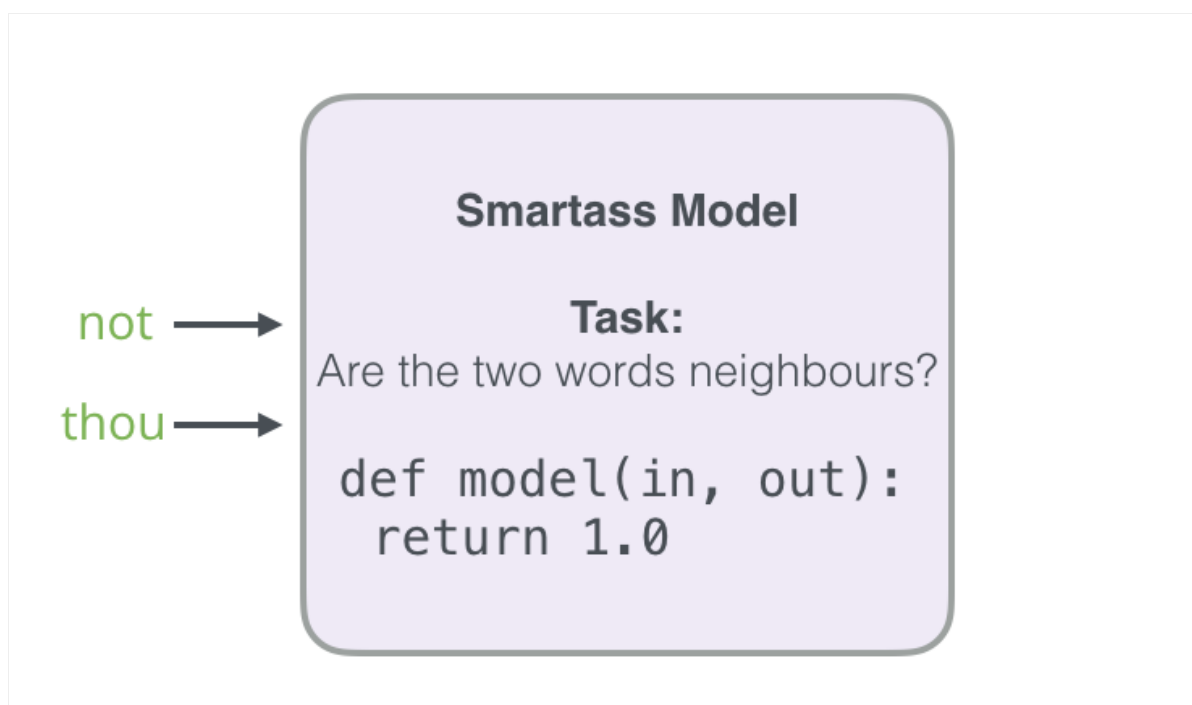 Smartass Model
Task:
not
Are the two words neighbours?
thou
def model(in, out):
return 1.0